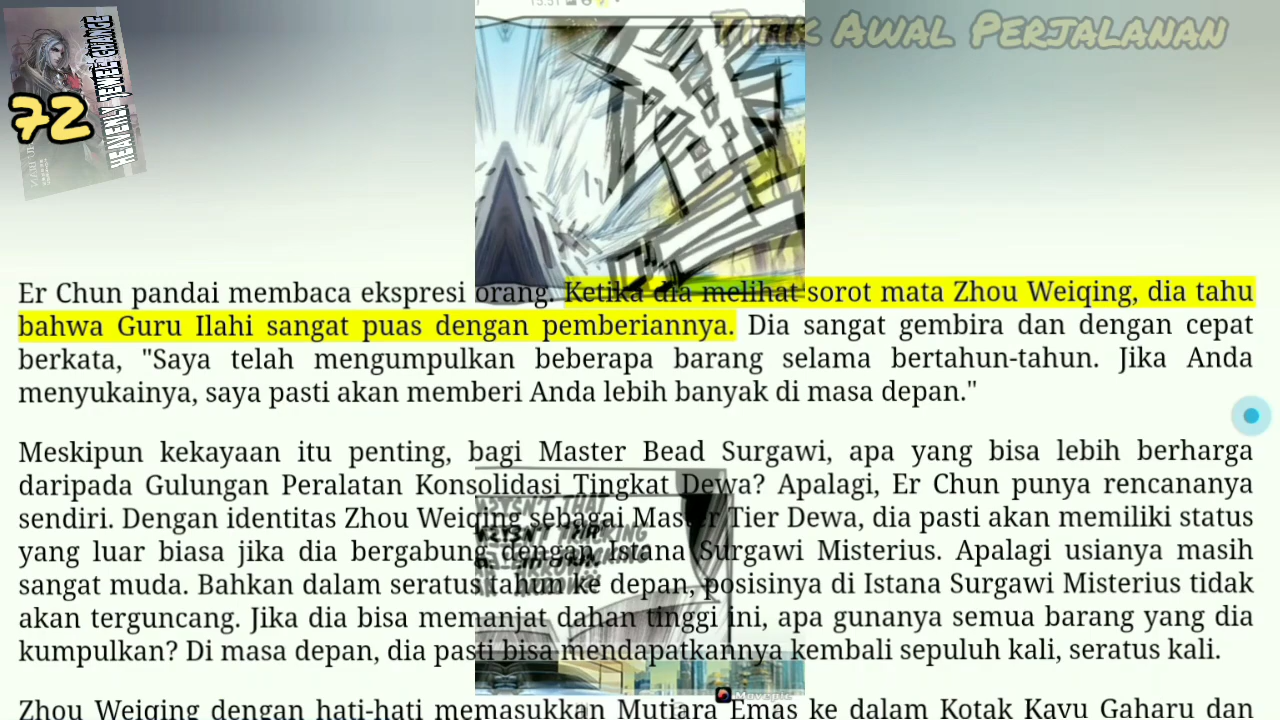 15:51
Titik Awal Perjalanan
72
HEAVENLY JEWEL
Er Chun pandai membaca ekspresi orang. Ketika dia melihat sorot mata Zhou Weiqing, dia tahu
bahwa Guru Ilahi sangat puas dengan pemberiannya. Dia sangat gembira dan dengan cepat
berkata, "Saya telah mengumpulkan beberapa barang selama bertahun-tahun. Jika Anda
menyukainya, saya pasti akan memberi Anda lebih banyak di masa depan."
Meskipun kekayaan itu penting, bagi Master Bead Surgawi, apa yang bisa lebih berharga
daripada Gulungan Peralatan Konsolidasi Tingkat Dewa? Apalagi, Er Chun punya rencananya
sendiri. Dengan identitas Zhou Weiqing sebagai Master Tier Dewa, dia pasti akan memiliki status
yang luar biasa jika dia bergabung dengan Istana Surgawi Misterius. Apalagi usianya masih
sangat muda. Bahkan dalam seratus tahun ke depan, posisinya di Istana Surgawi Misterius tidak
akan terguncang. Jika dia bisa memanjat dahan tinggi ini, apa gunanya semua barang yang dia
kumpulkan? Di masa depan, dia pasti bisa mendapatkannya kembali sepuluh kali, seratus kali.
Movepic
Zhou Weiqing dengan hati-hati memasukkan Mutiara Emas ke dalam Kotak Kayu Gaharu dan